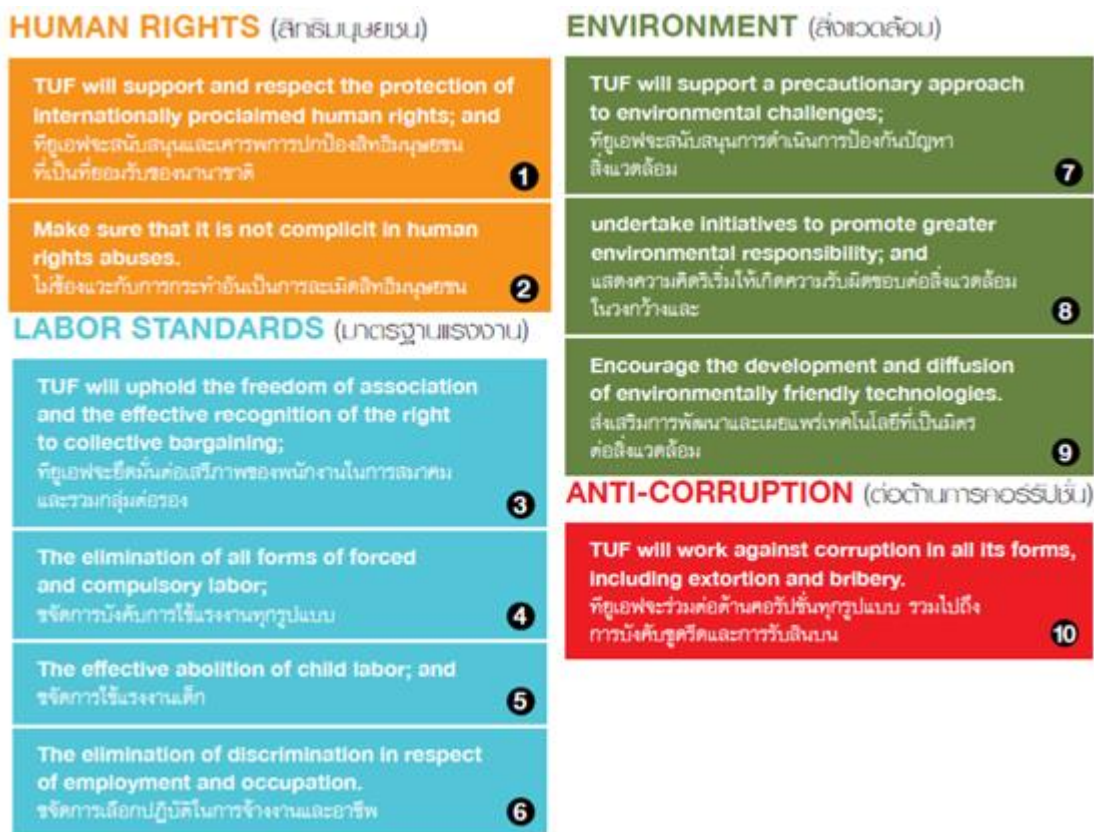 HUMAN RIGHTS (สิทธิมนุษยชน)
TUF will support and respect the protection of
internationally proclaimed human rights; and
ทียูเอฟจะสนับสนุนและเคารพการปกป้องสิทธิมนุษยชน
ที่เป็นที่ยอมรับของนานาชาติ
1
Make sure that it is not complicit in human
rights abuses.
ไม่ข้องแวะกับการกระทำอันเป็นการละเมิดสิทธิมนุษยชน
2
LABOR STANDARDS (มาตรฐานแรงงาน)
TUF will uphold the freedom of association
and the effective recognition of the right
to collective bargaining;
ทียูเอฟจะยึดมั่นต่อเสรีภาพของพนักงานในการสมาคม
และรวมกลุ่มต่อรอง
3
The elimination of all forms of forced
and compulsory labor;
ขจัดการบังคับการใช้แรงงานทุกรูปแบบ
4
The effective abolition of child labor; and
ขจัดการใช้แรงงานเด็ก
5
The elimination of discrimination in respect
of employment and occupation.
ขจัดการเลือกปฏิบัติในการจ้างงานและอาชีพ
6
ENVIRONMENT (สิ่งแวดล้อม)
TUF will support a precautionary approach
to environmental challenges;
ทียูเอฟจะสนับสนุนการดำเนินการป้องกันปัญหา
สิ่งแวดล้อม
7
undertake initiatives to promote greater
environmental responsibility; and
แสดงความคิดริเริ่มให้เกิดความรับผิดชอบต่อสิ่งแวดล้อม
ในวงกว้างและ
8
Encourage the development and diffusion
of environmentally friendly technologies.
ส่งเสริมการพัฒนาและเผยแพร่เทคโนโลยีที่เป็นมิตร
ต่อสิ่งแวดล้อม
9
ANTI-CORRUPTION (ต่อต้านการคอร์รัปชั่น)
TUF will work against corruption in all its forms,
including extortion and bribery.
ทียูเอฟจะร่วมต่อต้านคอรัปชั่นทุกรูปแบบ รวมไปถึง
การบังคับขูดรีดและการรับสินบน
10